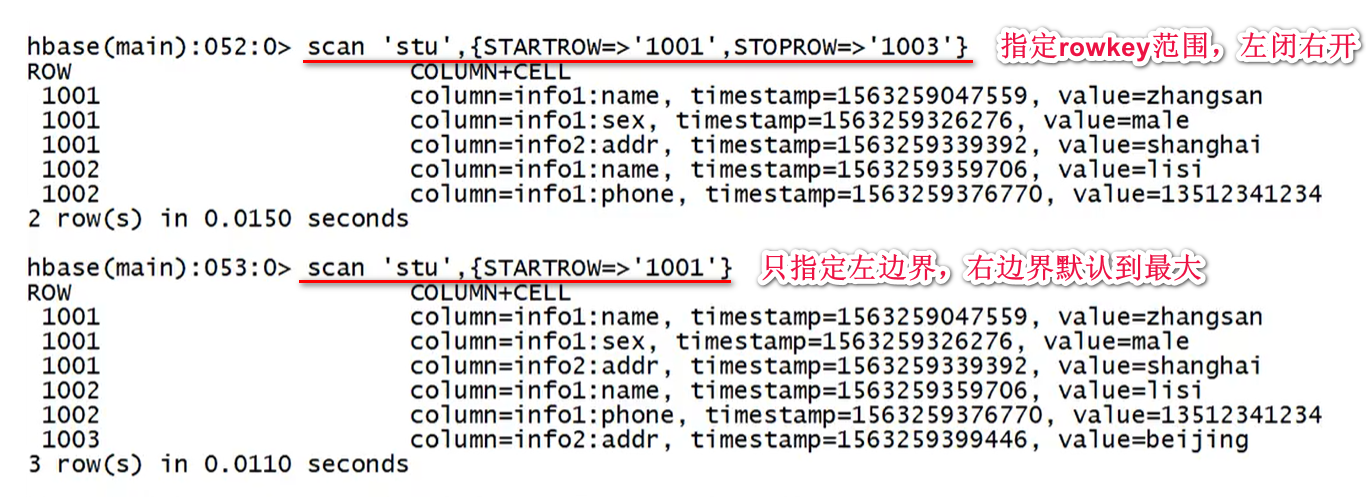 hbase(main):052:0> scan 'stu',{STARTROW=>'1001',STOPROW=>'1003'} 指定rowkey范围，左闭右开
ROW COLUMN+CELL
1001 column=info1:name, timestamp=1563259047559, value=zhangsan
1001 column=info1:sex, timestamp=1563259326276, value=male
1001 column=info2:addr, timestamp=1563259339392, value=shanghai
1002 column=info1:name, timestamp=1563259359706, value=lisi
1002 column=info1:phone, timestamp=1563259376770, value=13512341234
2 row(s) in 0.0150 seconds
hbase(main):053:0> scan 'stu',{STARTROW=>'1001'} 只指定左边界，右边界默认到最大
ROW COLUMN+CELL
1001 column=info1:name, timestamp=1563259047559, value=zhangsan
1001 column=info1:sex, timestamp=1563259326276, value=male
1001 column=info2:addr, timestamp=1563259339392, value=shanghai
1002 column=info1:name, timestamp=1563259359706, value=lisi
1002 column=info1:phone, timestamp=1563259376770, value=13512341234
1003 column=info2:addr, timestamp=1563259399446, value=beijing
3 row(s) in 0.0110 seconds